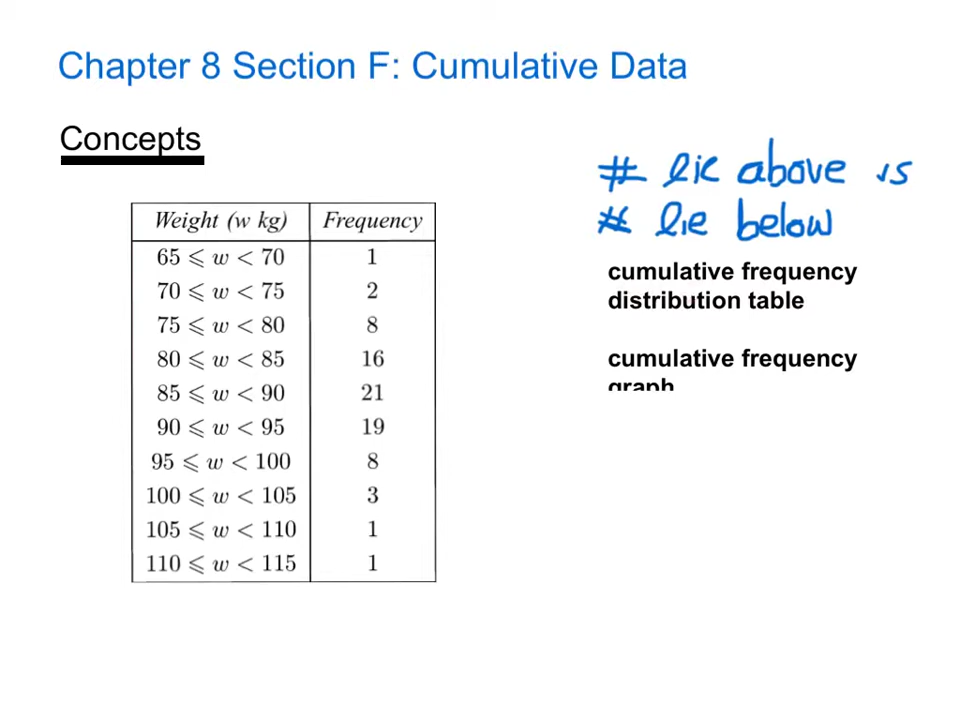 Chapter 8 Section F: Cumulative Data
Concepts
# lie above is
# lie below
cumulative frequency
distribution table
cumulative frequency
graph
Weight (w kg) Frequency
65 ⩽ w < 70 1
70 ⩽ w < 75 2
75 ⩽ w < 80 8
80 ⩽ w < 85 16
85 ⩽ w < 90 21
90 ⩽ w < 95 19
95 ⩽ w < 100 8
100 ⩽ w < 105 3
105 ⩽ w < 110 1
110 ⩽ w < 115 1